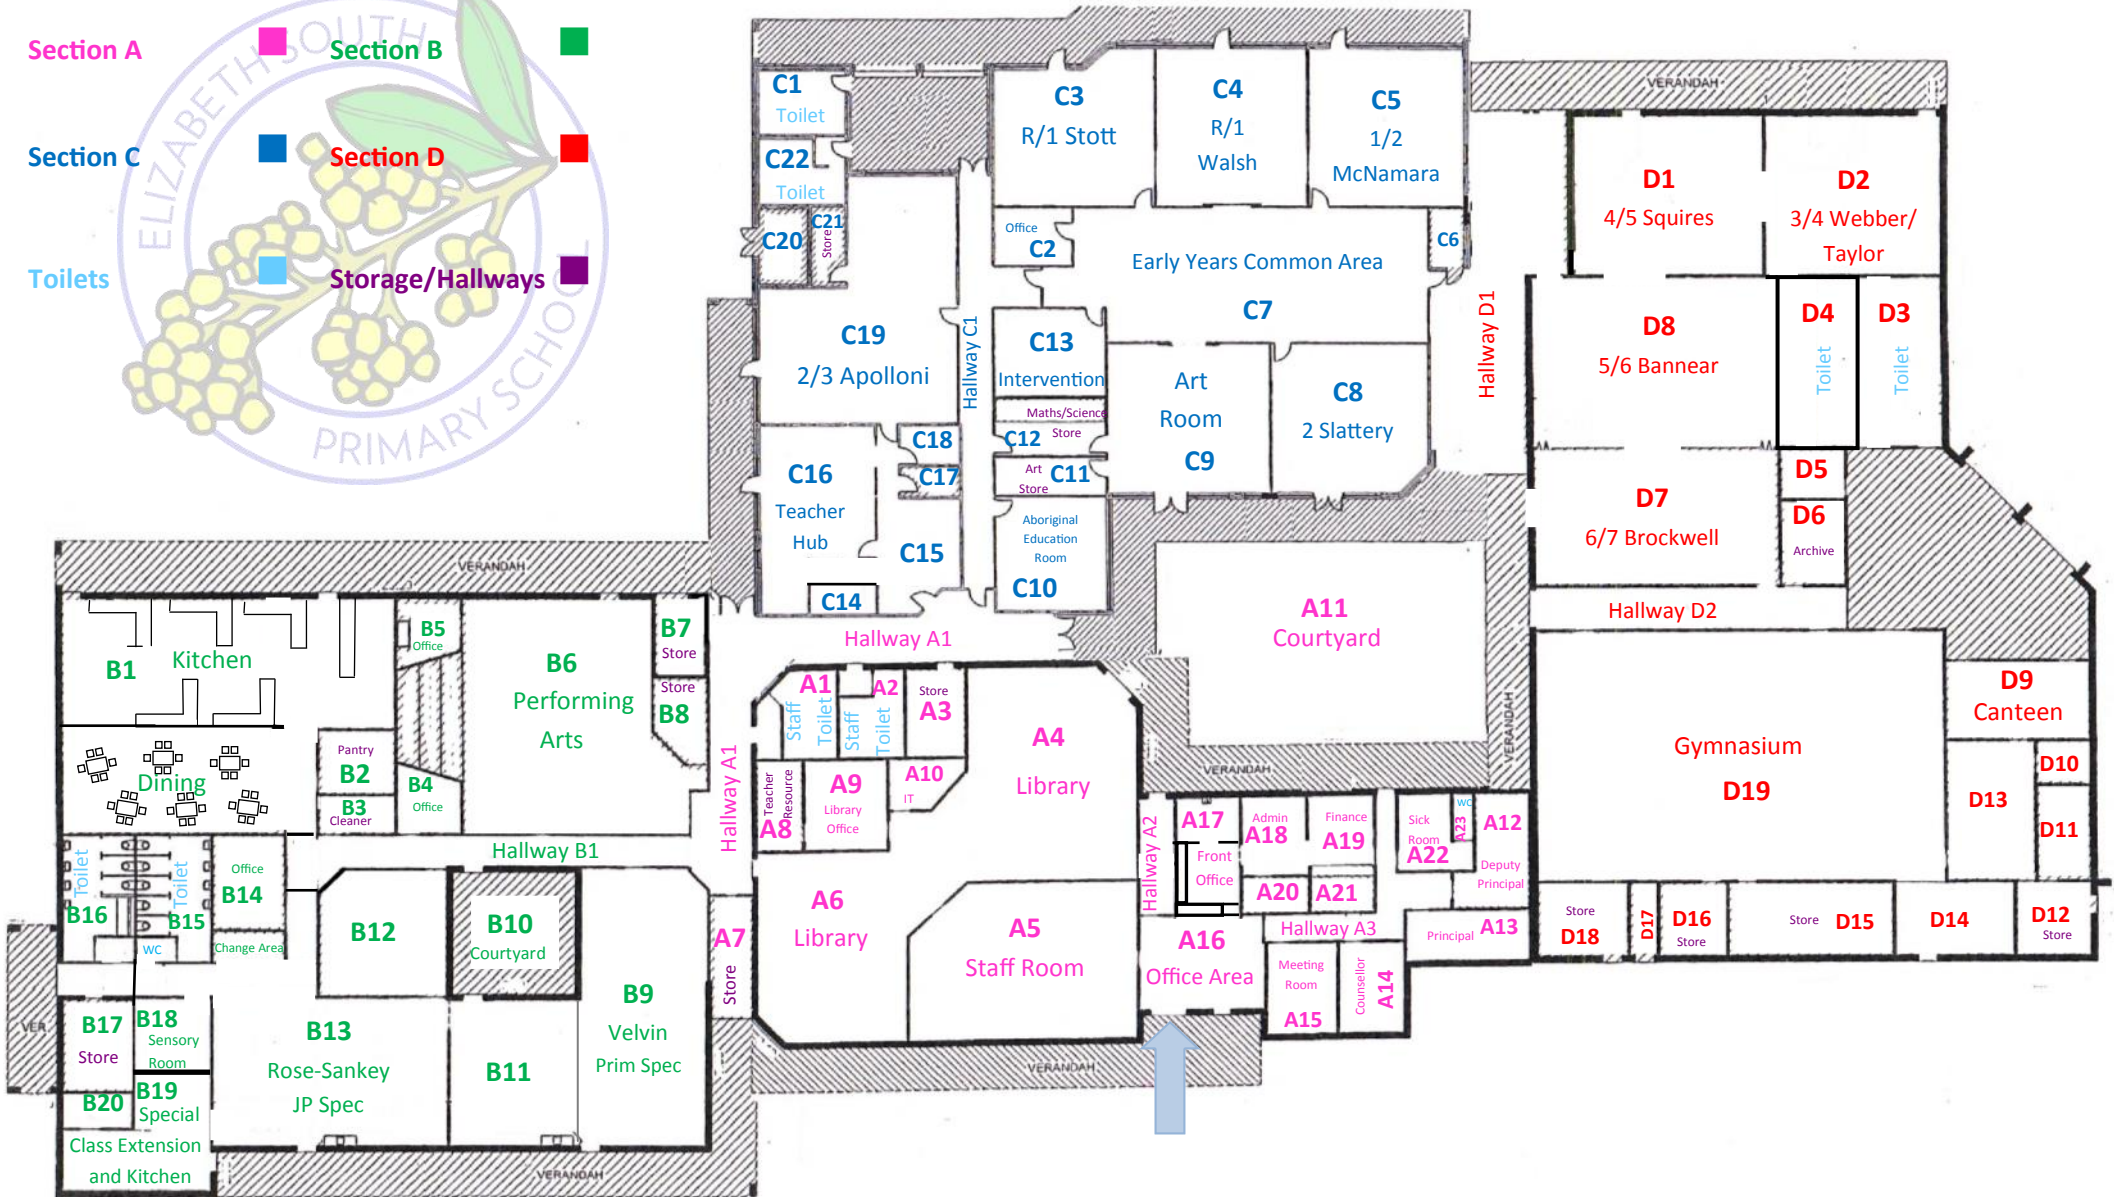 Section A
Section B
Section C
Section D
Toilets
Storage/Hallways
ELIZABETH SOUTH
PRIMARY SCHOOL
C1
Toilet
C22
Toilet
C20
C21
Store
C3
R/1 Stott
C4
R/1
Walsh
C5
1/2
McNamara
Office
C2
C6
Early Years Common Area
C7
C19
2/3 Apolloni
Hallway C1
C13
Intervention
Maths/Science
C12
Store
Art
Store
C11
Art
Room
C9
C8
2 Slattery
C18
C17
C16
Teacher
Hub
C15
C14
Aboriginal
Education
Room
C10
Hallway D1
VERANDAH
D1
4/5 Squires
D2
3/4 Webber/
Taylor
D8
5/6 Bannear
D4
Toilet
D3
Toilet
D7
6/7 Brockwell
D5
D6
Archive
Hallway D2
Gymnasium
D19
D9
Canteen
D10
D13
D11
Store
D18
D17
D16
Store
Store
D15
D14
D12
Store
VERANDAH
A11
Courtyard
VERANDAH
Hallway A1
A1
Staff
Toilet
A2
Staff
Toilet
Store
A3
A4
Library
Hallway A1
Teacher
Resource
A8
A9
Library
Office
A10
IT
A6
Library
A5
Staff Room
A7
Store
Hallway A2
A17
Front
Office
Admin
A18
Finance
A19
A20
A21
Sick
Room
A22
WC
A23
A12
Deputy
Principal
Hallway A3
Principal
A13
A16
Office Area
Meeting
Room
A15
Counsellor
A14
VERANDAH
VERANDAH
B1
Kitchen
B5
Office
B6
Performing
Arts
B7
Store
Store
B8
Dining
Pantry
B2
B3
Cleaner
B4
Office
Hallway B1
Toilet
B16
Toilet
B15
WC
Office
B14
Change Area
B12
B10
Courtyard
B9
Velvin
Prim Spec
VER.
B17
Store
B18
Sensory
Room
B13
Rose-Sankey
JP Spec
B11
B20
B19
Special
Class Extension
and Kitchen
VERANDAH